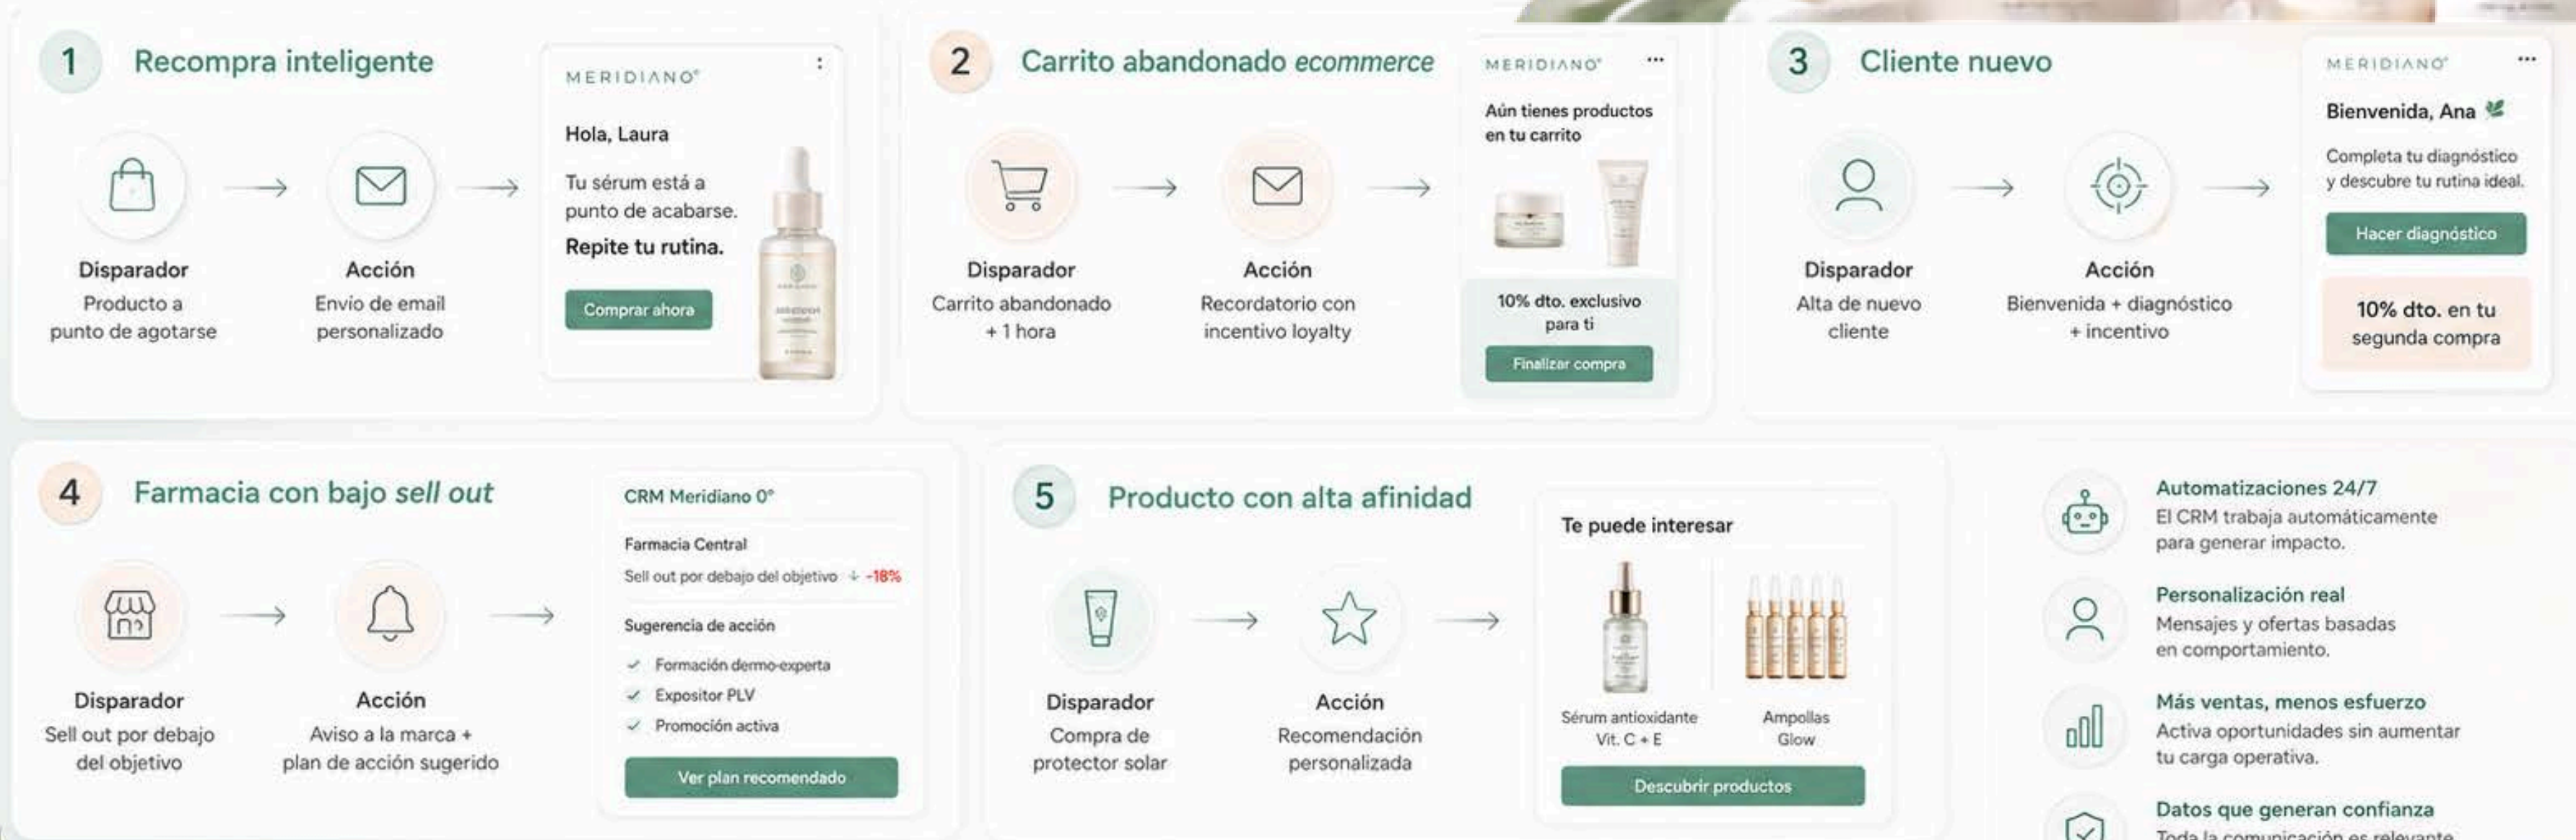 1
Recompra inteligente
Disparador
Producto a
punto de agotarse
Acción
Envío de email
personalizado
MERIDIANO°
Hola, Laura
Tu sérum está a
punto de acabarse.
Repite tu rutina.
Comprar ahora
2
Carrito abandonado ecommerce
Disparador
Carrito abandonado
+ 1 hora
Acción
Recordatorio con
incentivo loyalty
MERIDIANO°
Aún tienes productos
en tu carrito
10% dto. exclusivo
para ti
Finalizar compra
3
Cliente nuevo
Disparador
Alta de nuevo
cliente
Acción
Bienvenida + diagnóstico
+ incentivo
MERIDIANO°
Bienvenida, Ana
Completa tu diagnóstico
y descubre tu rutina ideal.
Hacer diagnóstico
10% dto. en tu
segunda compra
4
Farmacia con bajo sell out
Disparador
Sell out por debajo
del objetivo
Acción
Aviso a la marca +
plan de acción sugerido
CRM Meridiano 0°
Farmacia Central
Sell out por debajo del objetivo ↓ -18%
Sugerencia de acción
✓ Formación dermo-experta
✓ Expositor PLV
✓ Promoción activa
Ver plan recomendado
5
Producto con alta afinidad
Disparador
Compra de
protector solar
Acción
Recomendación
personalizada
Te puede interesar
Sérum antioxidante
Vit. C + E
Ampollas
Glow
Descubrir productos
Automatizaciones 24/7
El CRM trabaja automáticamente
para generar impacto.
Personalización real
Mensajes y ofertas basadas
en comportamiento.
Más ventas, menos esfuerzo
Activa oportunidades sin aumentar
tu carga operativa.
Datos que generan confianza
Toda la comunicación es relevante